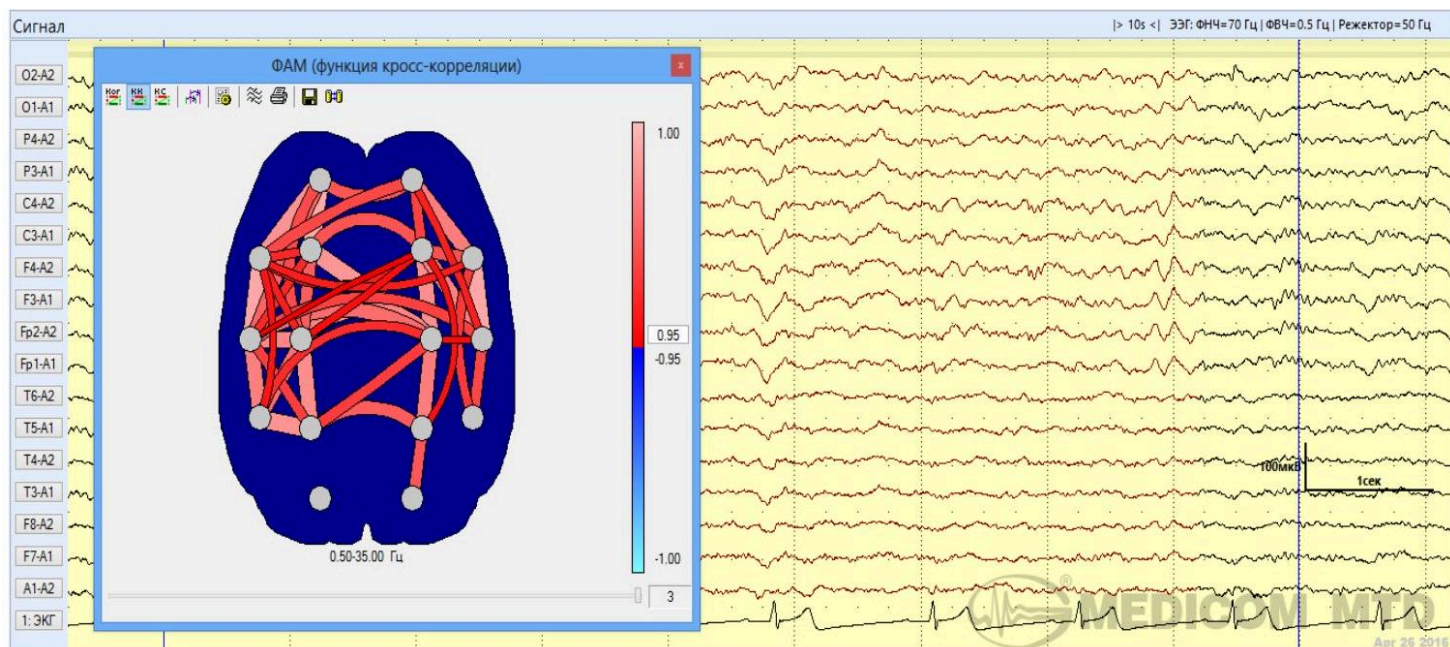 Сигнал
|> 10s <| ЭЭГ: ФНЧ=70 Гц | ФВЧ=0.5 Гц | Режектор=50 Гц
ФАМ (функция кросс-корреляции)
x
Ког КК КС
1.00
0.95
-0.95
-1.00
0.50-35.00 Гц
3
O2-A2
O1-A1
P4-A2
P3-A1
C4-A2
C3-A1
F4-A2
F3-A1
Fp2-A2
Fp1-A1
T6-A2
T5-A1
T4-A2
T3-A1
F8-A2
F7-A1
A1-A2
1: ЭКГ
100мкВ
1сек
® MEDICOM MTD
Apr 26 2016